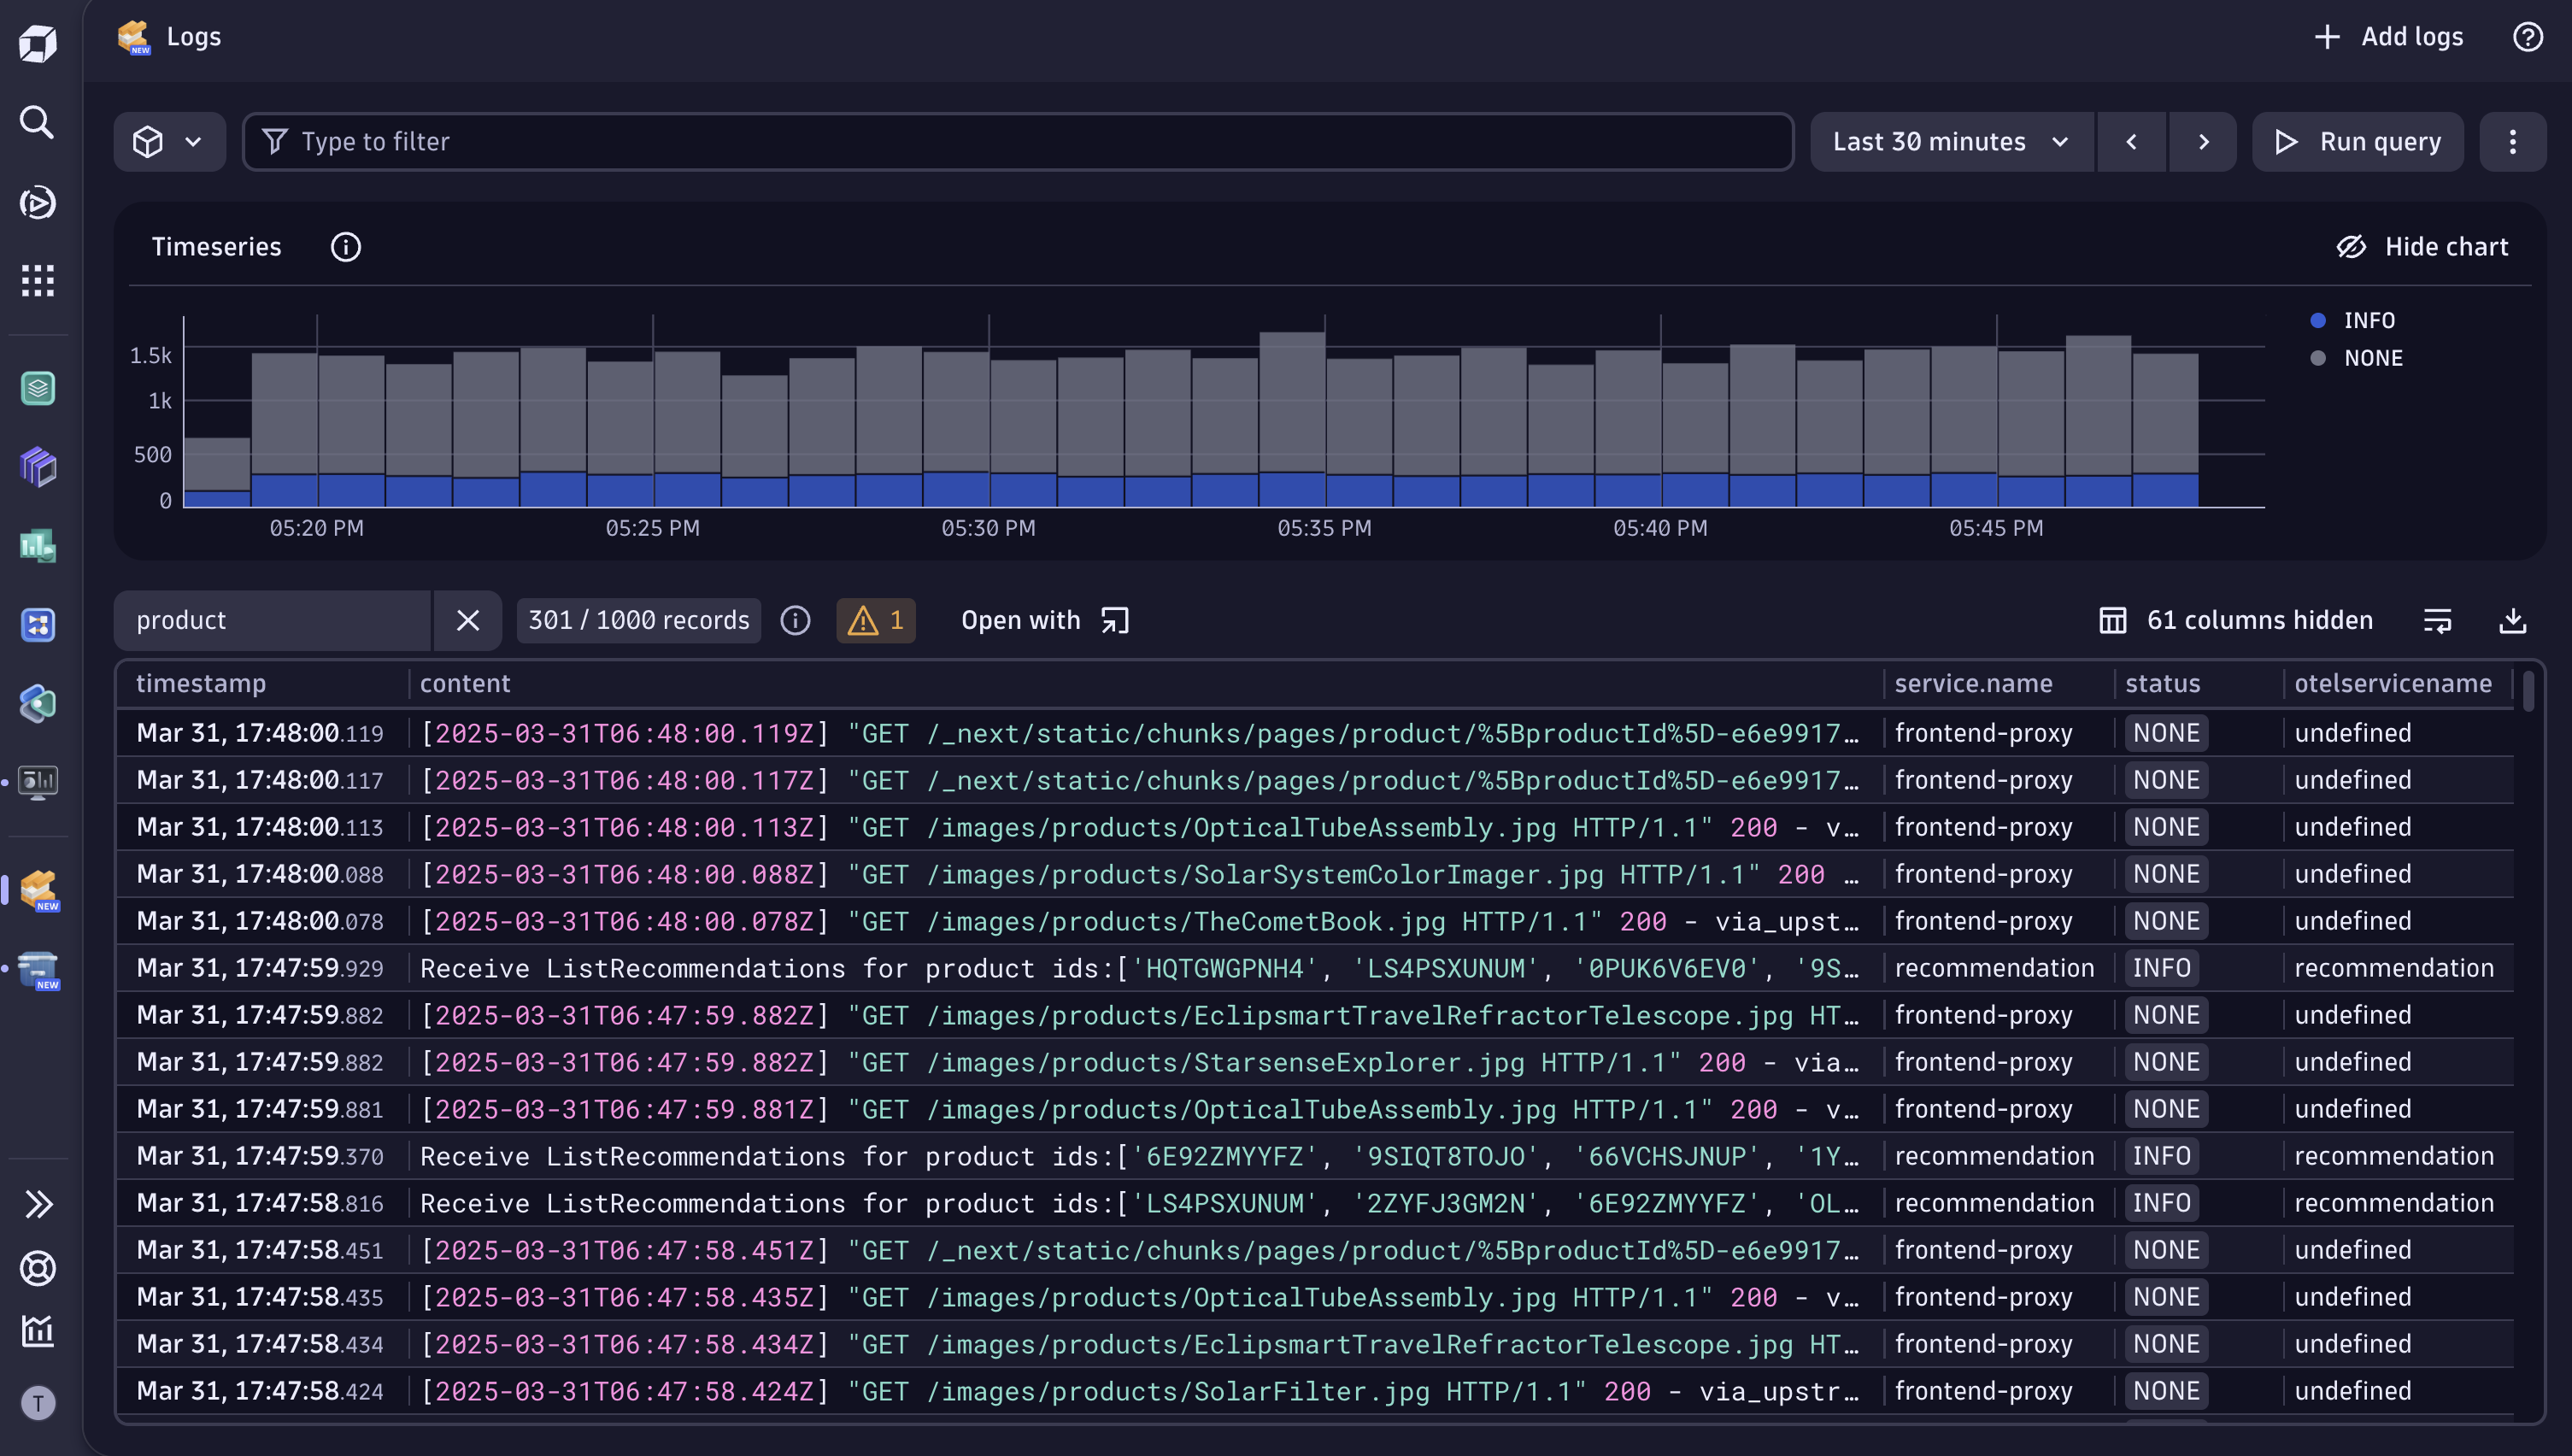 NEW Logs
Add logs
Type to filter
Last 30 minutes
Run query
Timeseries
Hide chart
INFO
NONE
1.5k
1k
500
0
05:20 PM 05:25 PM 05:30 PM 05:35 PM 05:40 PM 05:45 PM
product 301 / 1000 records 1 Open with 61 columns hidden
timestamp content service.name status otelservicename
Mar 31, 17:48:00.119 [2025-03-31T06:48:00.119Z] "GET /_next/static/chunks/pages/product/%5BproductId%5D-e6e9917… frontend-proxy NONE undefined
Mar 31, 17:48:00.117 [2025-03-31T06:48:00.117Z] "GET /_next/static/chunks/pages/product/%5BproductId%5D-e6e9917… frontend-proxy NONE undefined
Mar 31, 17:48:00.113 [2025-03-31T06:48:00.113Z] "GET /images/products/OpticalTubeAssembly.jpg HTTP/1.1" 200 - v… frontend-proxy NONE undefined
Mar 31, 17:48:00.088 [2025-03-31T06:48:00.088Z] "GET /images/products/SolarSystemColorImager.jpg HTTP/1.1" 200 … frontend-proxy NONE undefined
Mar 31, 17:48:00.078 [2025-03-31T06:48:00.078Z] "GET /images/products/TheCometBook.jpg HTTP/1.1" 200 - via_upst… frontend-proxy NONE undefined
Mar 31, 17:47:59.929 Receive ListRecommendations for product ids:['HQTGWGPNH4', 'LS4PSXUNUM', '0PUK6V6EV0', '9S… recommendation INFO recommendation
Mar 31, 17:47:59.882 [2025-03-31T06:47:59.882Z] "GET /images/products/EclipsmartTravelRefractorTelescope.jpg HT… frontend-proxy NONE undefined
Mar 31, 17:47:59.882 [2025-03-31T06:47:59.882Z] "GET /images/products/StarsenseExplorer.jpg HTTP/1.1" 200 - via… frontend-proxy NONE undefined
Mar 31, 17:47:59.881 [2025-03-31T06:47:59.881Z] "GET /images/products/OpticalTubeAssembly.jpg HTTP/1.1" 200 - v… frontend-proxy NONE undefined
Mar 31, 17:47:59.370 Receive ListRecommendations for product ids:['6E92ZMYYFZ', '9SIQT8TOJO', '66VCHSJNUP', '1Y… recommendation INFO recommendation
Mar 31, 17:47:58.816 Receive ListRecommendations for product ids:['LS4PSXUNUM', '2ZYFJ3GM2N', '6E92ZMYYFZ', 'OL… recommendation INFO recommendation
Mar 31, 17:47:58.451 [2025-03-31T06:47:58.451Z] "GET /_next/static/chunks/pages/product/%5BproductId%5D-e6e9917… frontend-proxy NONE undefined
Mar 31, 17:47:58.435 [2025-03-31T06:47:58.435Z] "GET /images/products/OpticalTubeAssembly.jpg HTTP/1.1" 200 - v… frontend-proxy NONE undefined
Mar 31, 17:47:58.434 [2025-03-31T06:47:58.434Z] "GET /images/products/EclipsmartTravelRefractorTelescope.jpg HT… frontend-proxy NONE undefined
Mar 31, 17:47:58.424 [2025-03-31T06:47:58.424Z] "GET /images/products/SolarFilter.jpg HTTP/1.1" 200 - via_upstr… frontend-proxy NONE undefined
NEW
NEW
T